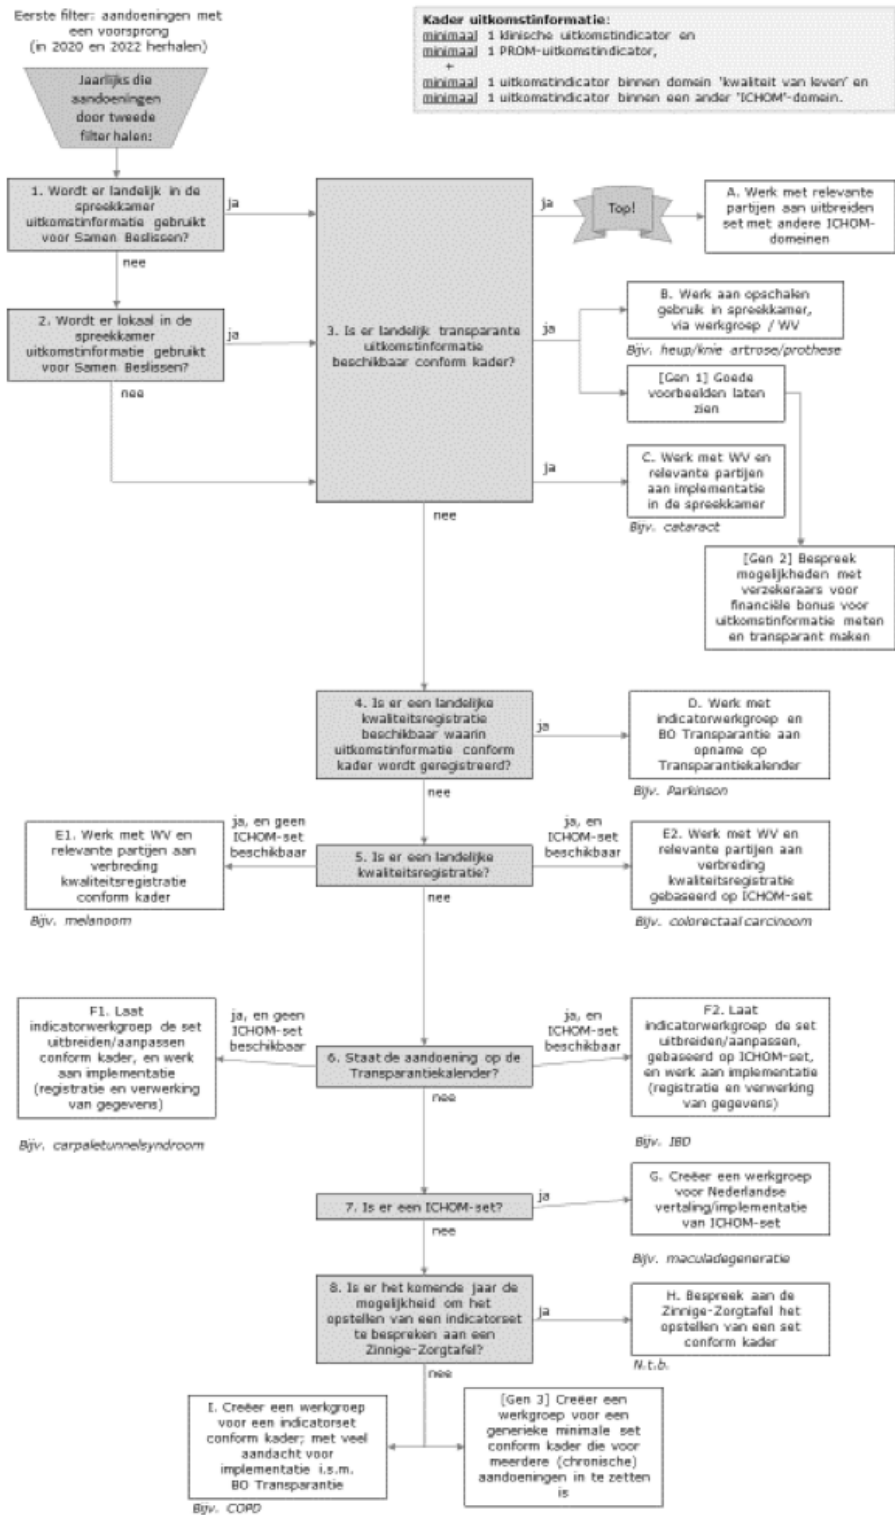 Eerste filter: aandoeningen met
een voorsprong
(in 2020 en 2022 herhalen)
Jaarlijks die
aandoeningen
door tweede
filter halen:
Kader uitkomstinformatie:
minimaal 1 klinische uitkomstindicator en
minimaal 1 PROM-uitkomstindicator,
+
minimaal 1 uitkomstindicator binnen domein 'kwaliteit van leven' en
minimaal 1 uitkomstindicator binnen een ander 'ICHOM'-domein.
1. Wordt er landelijk in de
spreekkamer
uitkomstinformatie gebruikt
voor Samen Beslissen?
ja
nee
2. Wordt er lokaal in de
spreekkamer
uitkomstinformatie gebruikt
voor Samen Beslissen?
ja
nee
3. Is er landelijk transparante
uitkomstinformatie
beschikbaar conform kader?
ja
Top!
A. Werk met relevante
partijen aan uitbreiden
set met andere ICHOM-
domeinen
ja
B. Werk aan opschalen
gebruik in spreekkamer,
via werkgroep / WV
Bijv. heup/knie artrose/prothese
[Gen 1] Goede
voorbeelden laten
zien
ja
C. Werk met WV en
relevante partijen
aan implementatie
in de spreekkamer
Bijv. cataract
nee
[Gen 2] Bespreek
mogelijkheden met
verzekeraars voor
financiële bonus voor
uitkomstinformatie meten
en transparant maken
4. Is er een landelijke
kwaliteitsregistratie
beschikbaar waarin
uitkomstinformatie conform
kader wordt geregistreerd?
ja
D. Werk met
indicatorwerkgroep en
BO Transparantie aan
opname op
Transparantiekalender
Bijv. Parkinson
nee
E1. Werk met WV en
relevante partijen aan
verbreding
kwaliteitsregistratie
conform kader
Bijv. melanoom
ja, en geen
ICHOM-set
beschikbaar
5. Is er een landelijke
kwaliteitsregistratie?
ja, en
ICHOM-set
beschikbaar
E2. Werk met WV en
relevante partijen aan
verbreding
kwaliteitsregistratie
gebaseerd op ICHOM-set
Bijv. colorectaal carcinoom
nee
F1. Laat
indicatorwerkgroep de set
uitbreiden/aanpassen
conform kader, en werk
aan implementatie
(registratie en verwerking
van gegevens)
Bijv. carpaletunnelsyndroom
ja, en geen
ICHOM-set
beschikbaar
6. Staat de aandoening op de
Transparantiekalender?
ja, en
ICHOM-set
beschikbaar
F2. Laat
indicatorwerkgroep de set
uitbreiden/aanpassen,
gebaseerd op ICHOM-set,
en werk aan implementatie
(registratie en verwerking
van gegevens)
Bijv. IBD
nee
7. Is er een ICHOM-set?
ja
G. Creëer een werkgroep
voor Nederlandse
vertaling/implementatie
van ICHOM-set
Bijv. maculadegeneratie
nee
8. Is er het komende jaar de
mogelijkheid om het
opstellen van een indicatorset
te bespreken aan een
Zinnige-Zorgtafel?
ja
H. Bespreek aan de
Zinnige-Zorgtafel het
opstellen van een set
conform kader
N.t.b.
nee
I. Creëer een werkgroep
voor een indicatorset
conform kader; met veel
aandacht voor
implementatie i.s.m.
BO Transparantie
Bijv. COPD
[Gen 3] Creëer een
werkgroep voor een
generieke minimale set
conform kader die voor
meerdere (chronische)
aandoeningen in te zetten
is